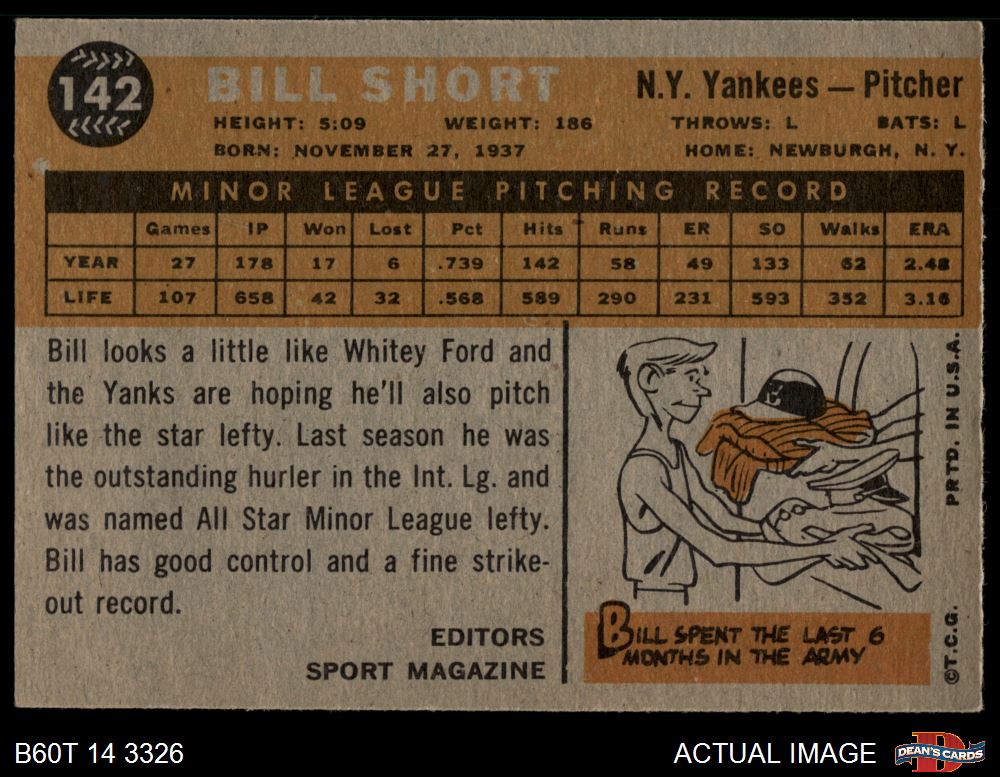 142
BILL SHORT
N.Y. Yankees — Pitcher
HEIGHT: 5:09 WEIGHT: 186 THROWS: L BATS: L
BORN: NOVEMBER 27, 1937 HOME: NEWBURGH, N. Y.
MINOR LEAGUE PITCHING RECORD
Games IP Won Lost Pct Hits Runs ER SO Walks ERA
YEAR 27 178 17 6 .739 142 58 49 133 62 2.48
LIFE 107 658 42 32 .568 589 290 231 593 352 3.16
Bill looks a little like Whitey Ford and
the Yanks are hoping he'll also pitch
like the star lefty. Last season he was
the outstanding hurler in the Int. Lg. and
was named All Star Minor League lefty.
Bill has good control and a fine strike-
out record.
EDITORS
SPORT MAGAZINE
BILL SPENT THE LAST 6
MONTHS IN THE ARMY
©T.C.G. PRTD. IN U.S.A.
B60T 14 3326
ACTUAL IMAGE
DEAN'S CARDS